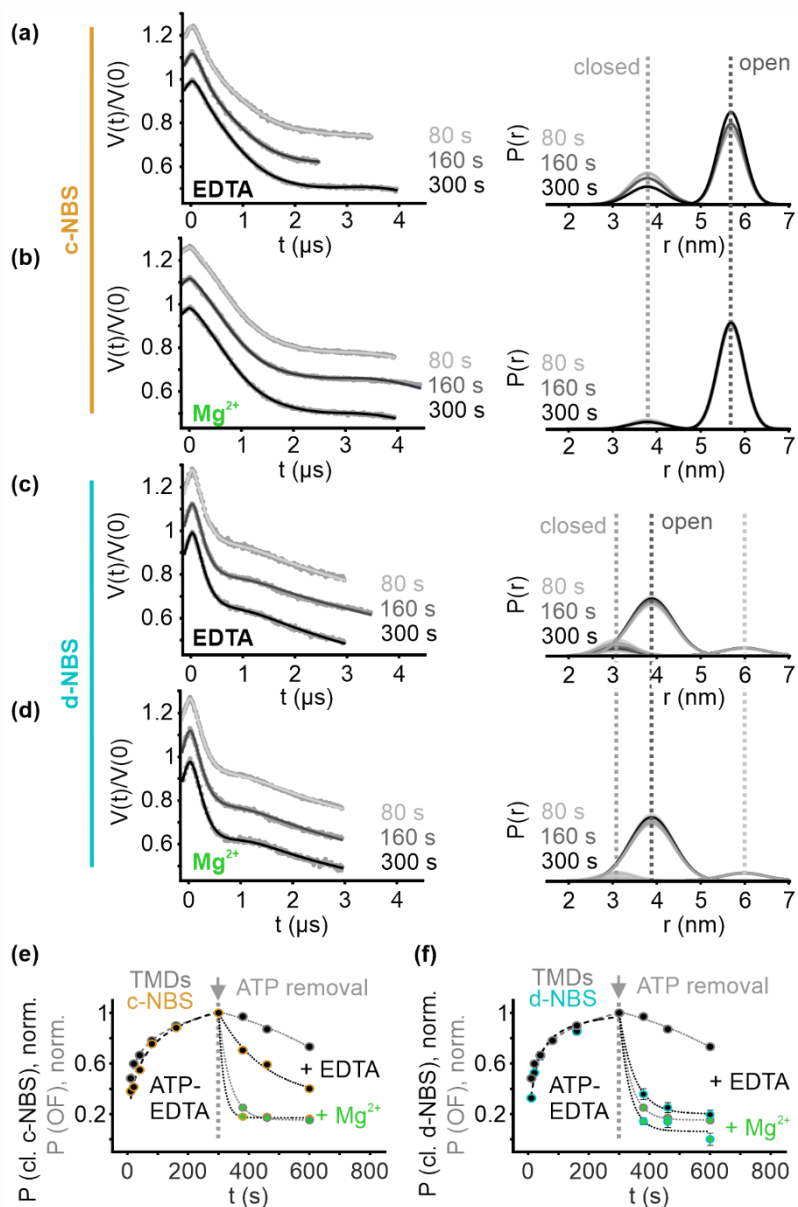 (a)
V(t)/V(0)
1.2
1
0.8
0.6
EDTA
80 s
160 s
300 s
0 1 2 3 4
t (µs)
closed
open
P(r)
80 s
160 s
300 s
2 3 4 5 6 7
r (nm)
c-NBS
(b)
V(t)/V(0)
1.2
1
0.8
0.6
Mg²⁺
80 s
160 s
300 s
0 1 2 3 4
t (µs)
P(r)
80 s
160 s
300 s
2 3 4 5 6 7
r (nm)
(c)
V(t)/V(0)
1.2
1
0.8
0.6
EDTA
80 s
160 s
300 s
0 1 2 3 4
t (µs)
closed
open
P(r)
80 s
160 s
300 s
2 3 4 5 6 7
r (nm)
d-NBS
(d)
V(t)/V(0)
1.2
1
0.8
0.6
Mg²⁺
80 s
160 s
300 s
0 1 2 3 4
t (µs)
P(r)
80 s
160 s
300 s
2 3 4 5 6 7
r (nm)
(e)
TMDs
c-NBS
ATP removal
P (cl. c-NBS), norm.
P (OF), norm.
1
0.6
0.2
ATP-
EDTA
+ EDTA
+ Mg²⁺
0 200 400 600 800
t (s)
(f)
TMDs
d-NBS
ATP removal
P (cl. d-NBS), norm.
P (OF), norm.
1
0.6
0.2
ATP-
EDTA
+ EDTA
+ Mg²⁺
0 200 400 600 800
t (s)